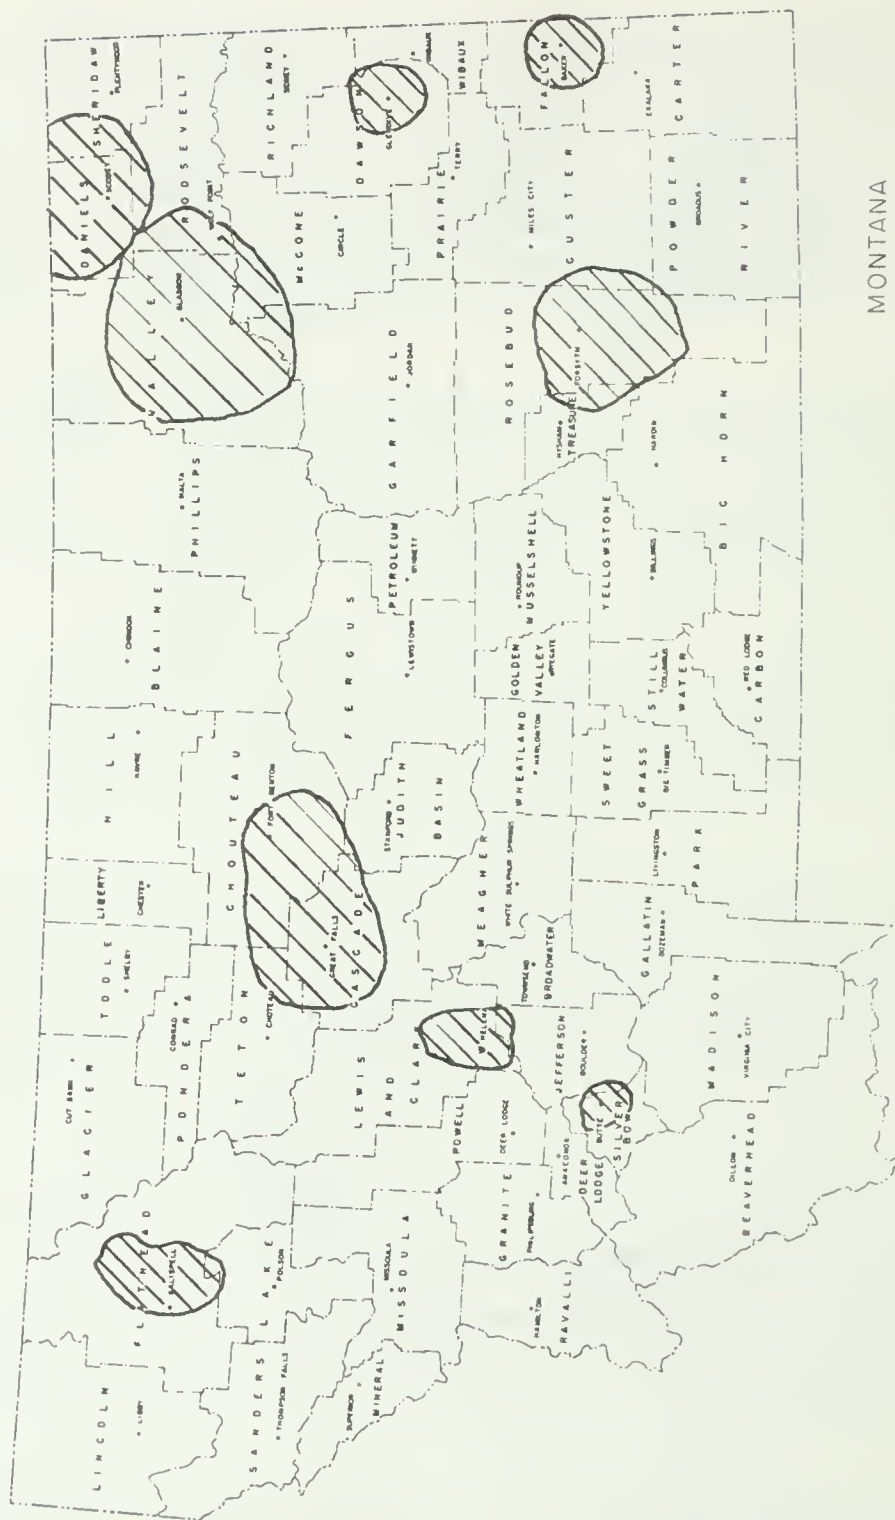 LINCOLN
LIBBY
FLATHEAD
KALISPELL
GLACIER
CUT BANK
TOOLE
SHELBY
LIBERTY
CHESTER
HILL
HAVRE
BLAINE
CHINOOK
PHILLIPS
MALTA
VALLEY
GLASGOW
DANIELS
SCOBEY
SHERIDAN
PLENTYWOOD
ROOSEVELT
WOLF POINT
SANDERS
THOMPSON FALLS
LAKE
POLSON
PONDERA
CONRAD
TETON
CHOTEAU
CHOUTEAU
FORT BENTON
RICHLAND
SIDNEY
McCONE
CIRCLE
DAWSON
GLENDIVE
WIBAUX
WIBAUX
MINERAL
SUPERIOR
MISSOULA
MISSOULA
POWELL
DEER LODGE
LEWIS
AND
CLARK
HELENA
CASCADE
GREAT FALLS
JUDITH
BASIN
STANFORD
FERGUS
LEWISTOWN
PETROLEUM
WINNETT
GARFIELD
JORDAN
PRAIRIE
TERRY
RAVALLI
HAMILTON
GRANITE
PHILIPSBURG
DEER
LODGE
ANACONDA
SILVER
BOW
BUTTE
JEFFERSON
BOULDER
BROADWATER
TOWNSEND
MEAGHER
WHITE SULPHUR SPRINGS
WHEATLAND
HARLOWTON
GOLDEN
VALLEY
RYEGATE
MUSSELSHELL
ROUNDUP
ROSEBUD
FORSYTH
TREASURE
HYSHAM
CUSTER
MILES CITY
FALLON
BAKER
BEAVERHEAD
DILLON
MADISON
VIRGINIA CITY
GALLATIN
BOZEMAN
PARK
LIVINGSTON
SWEET
GRASS
BIG TIMBER
STILL
WATER
COLUMBUS
CARBON
RED LODGE
YELLOWSTONE
BILLINGS
BIG HORN
HARDIN
POWDER
RIVER
BROADUS
CARTER
EKALAKA
MONTANA